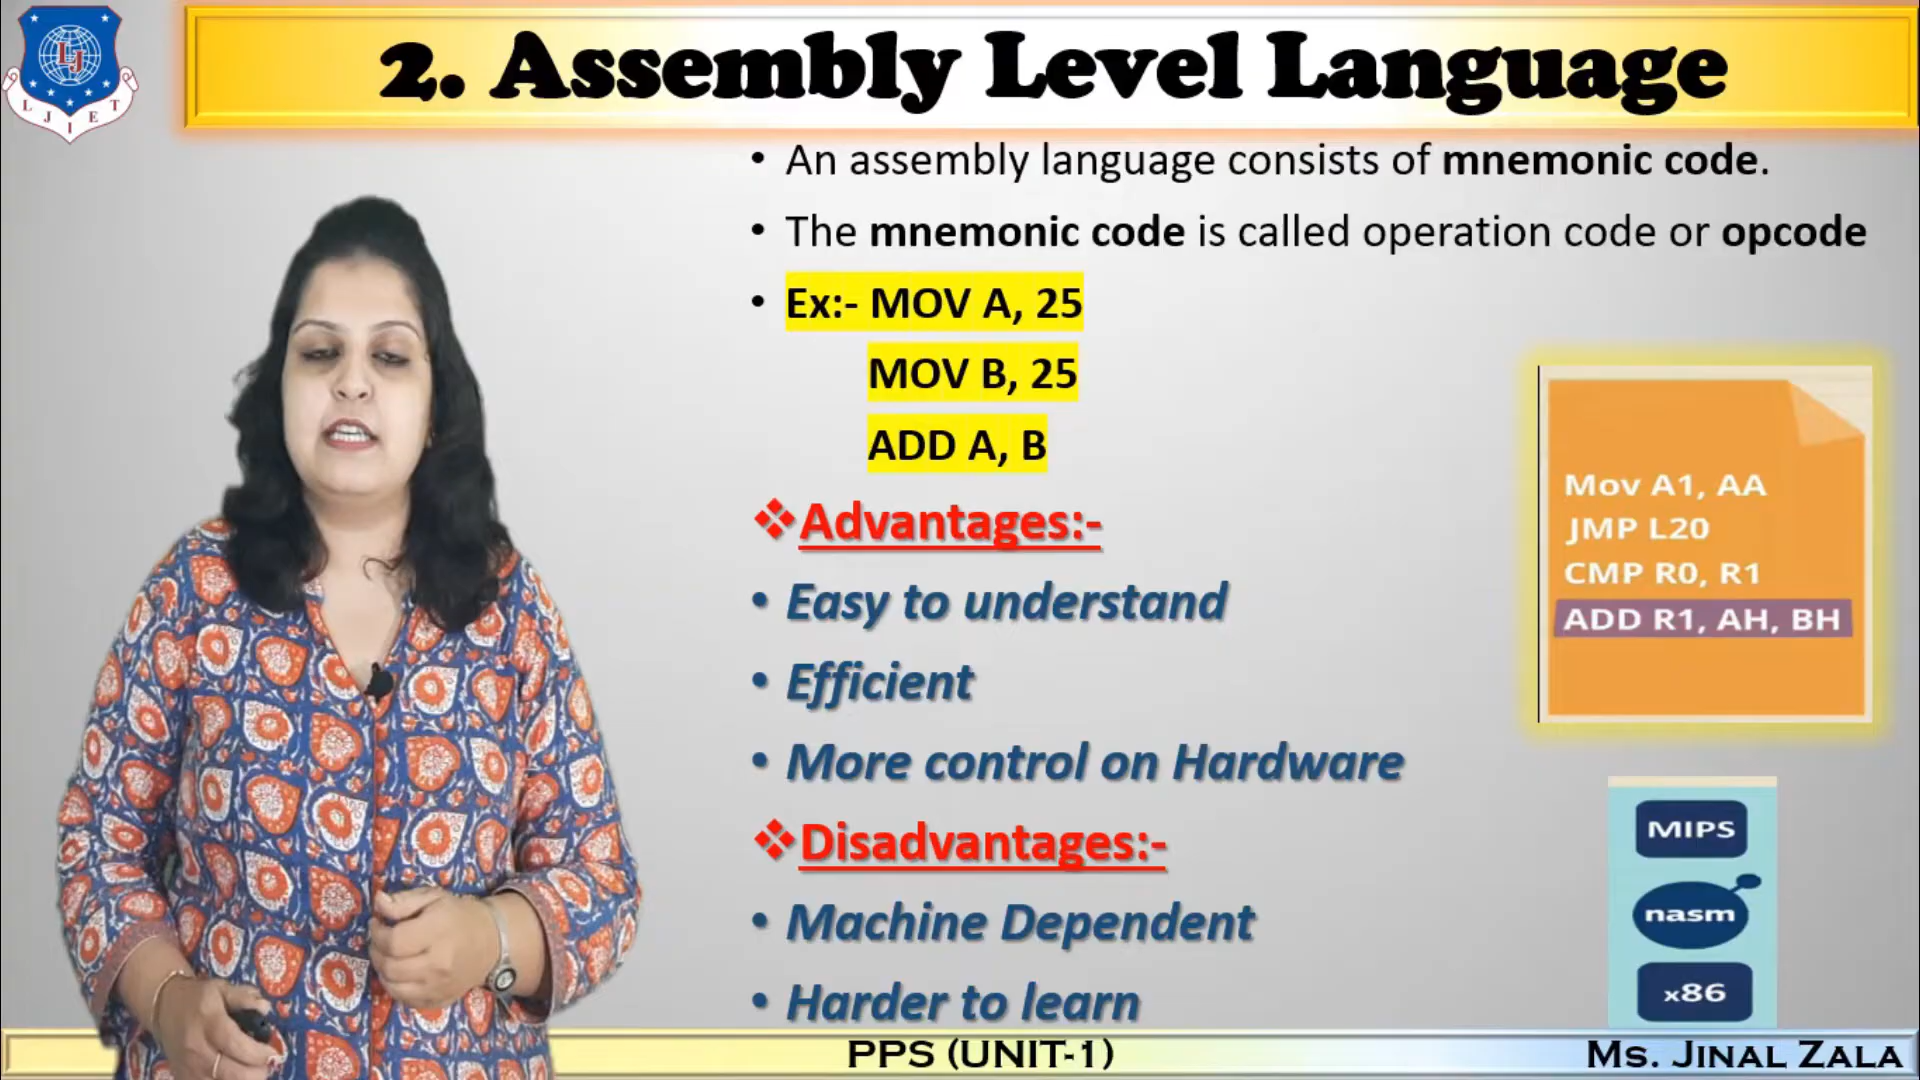 2. Assembly Level Language
L J I E T
LJ
• An assembly language consists of mnemonic code.
• The mnemonic code is called operation code or opcode
• Ex:- MOV A, 25
MOV B, 25
ADD A, B
❖Advantages:-
• Easy to understand
• Efficient
• More control on Hardware
❖Disadvantages:-
• Machine Dependent
• Harder to learn
Mov A1, AA
JMP L20
CMP R0, R1
ADD R1, AH, BH
MIPS
nasm
x86
PPS (UNIT-1)
Ms. Jinal Zala